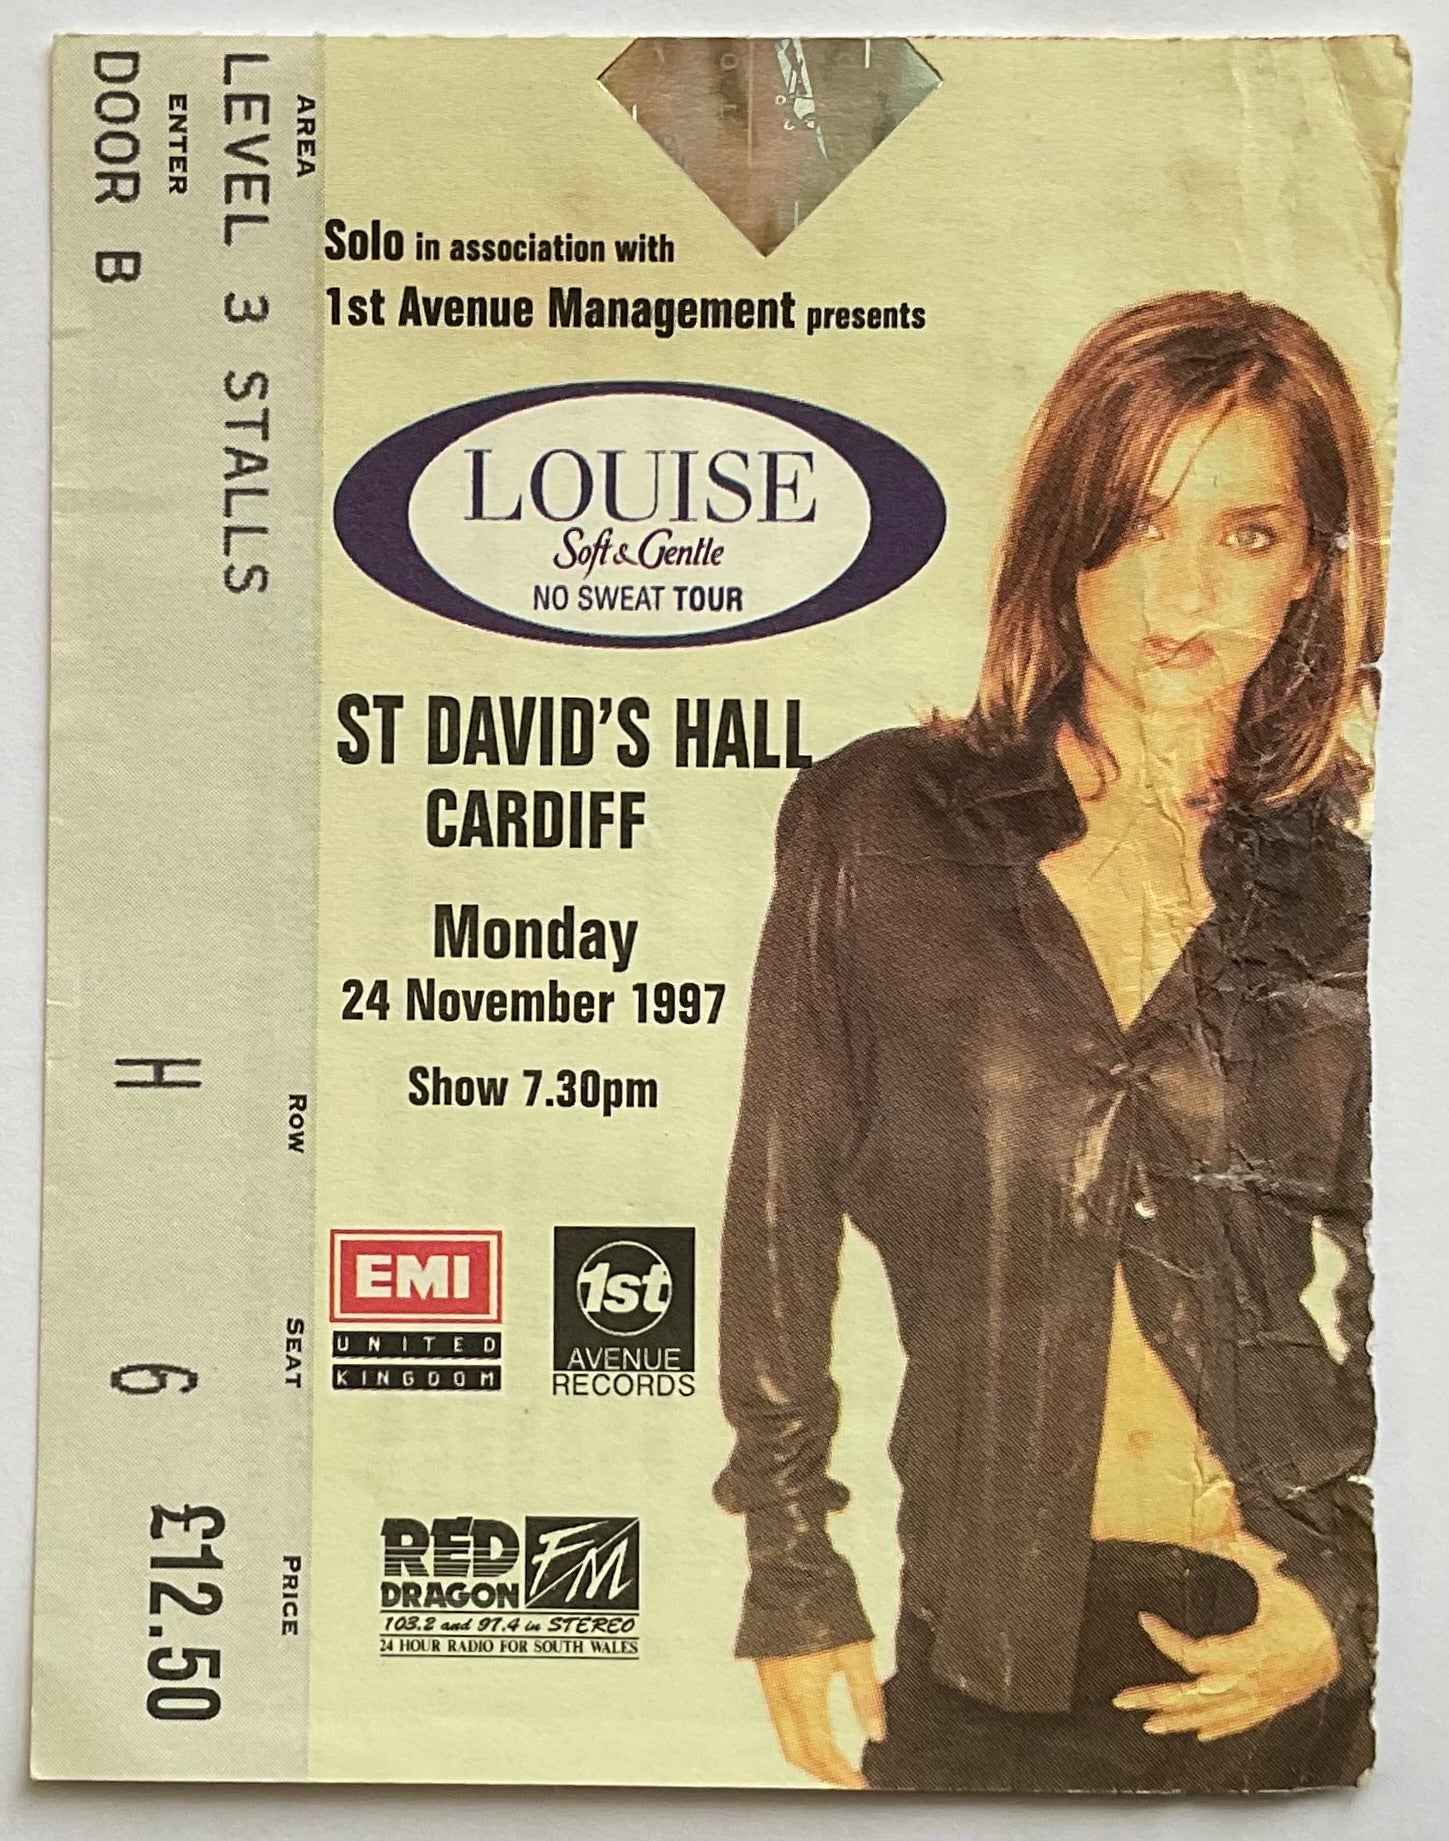 AREA
LEVEL 3 STALLS
ENTER
DOOR B
ROW
H
SEAT
6
PRICE
£12.50
Solo in association with
1st Avenue Management presents
LOUISE
Soft & Gentle
NO SWEAT TOUR
ST DAVID'S HALL
CARDIFF
Monday
24 November 1997
Show 7.30pm
EMI
UNITED
KINGDOM
1st
AVENUE
RECORDS
RED
DRAGON
FM
103.2 and 97.4 in STEREO
24 HOUR RADIO FOR SOUTH WALES